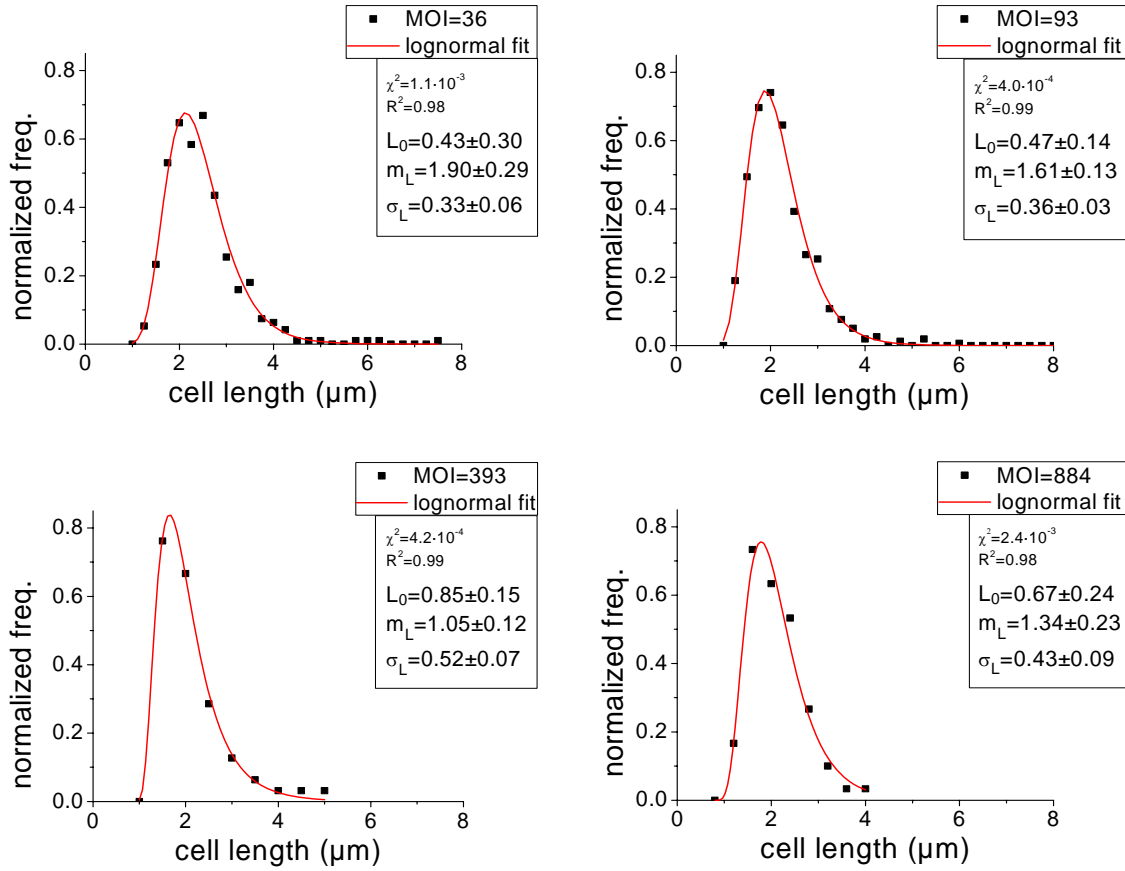 MOI=36
lognormal fit
χ²=1.1·10⁻³
R²=0.98
L₀=0.43±0.30
m_L=1.90±0.29
σ_L=0.33±0.06
normalized freq.
0.8
0.6
0.4
0.2
0.0
0 2 4 6 8
cell length (µm)
MOI=93
lognormal fit
χ²=4.0·10⁻⁴
R²=0.99
L₀=0.47±0.14
m_L=1.61±0.13
σ_L=0.36±0.03
normalized freq.
0.8
0.6
0.4
0.2
0.0
0 2 4 6 8
cell length (µm)
MOI=393
lognormal fit
χ²=4.2·10⁻⁴
R²=0.99
L₀=0.85±0.15
m_L=1.05±0.12
σ_L=0.52±0.07
normalized freq.
0.8
0.6
0.4
0.2
0.0
0 2 4 6 8
cell length (µm)
MOI=884
lognormal fit
χ²=2.4·10⁻³
R²=0.98
L₀=0.67±0.24
m_L=1.34±0.23
σ_L=0.43±0.09
normalized freq.
0.8
0.6
0.4
0.2
0.0
0 2 4 6 8
cell length (µm)